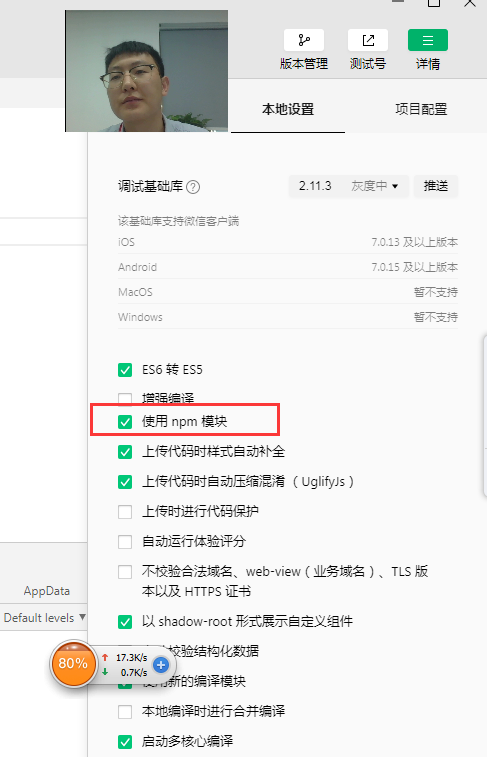 版本管理 测试号 详情
本地设置 项目配置
调试基础库 ? 2.11.3 灰度中 推送
该基础库支持微信客户端
iOS 7.0.13 及以上版本
Android 7.0.15 及以上版本
MacOS 暂不支持
Windows 暂不支持
ES6 转 ES5
增强编译
使用 npm 模块
上传代码时样式自动补全
上传代码时自动压缩混淆（UglifyJs）
上传时进行代码保护
自动运行体验评分
不校验合法域名、web-view（业务域名）、TLS 版
本以及 HTTPS 证书
AppData
Default levels
以 shadow-root 形式展示自定义组件
校验结构化数据
80% 17.3K/s
0.7K/s
使用新的编译模块
本地编译时进行合并编译
启动多核心编译